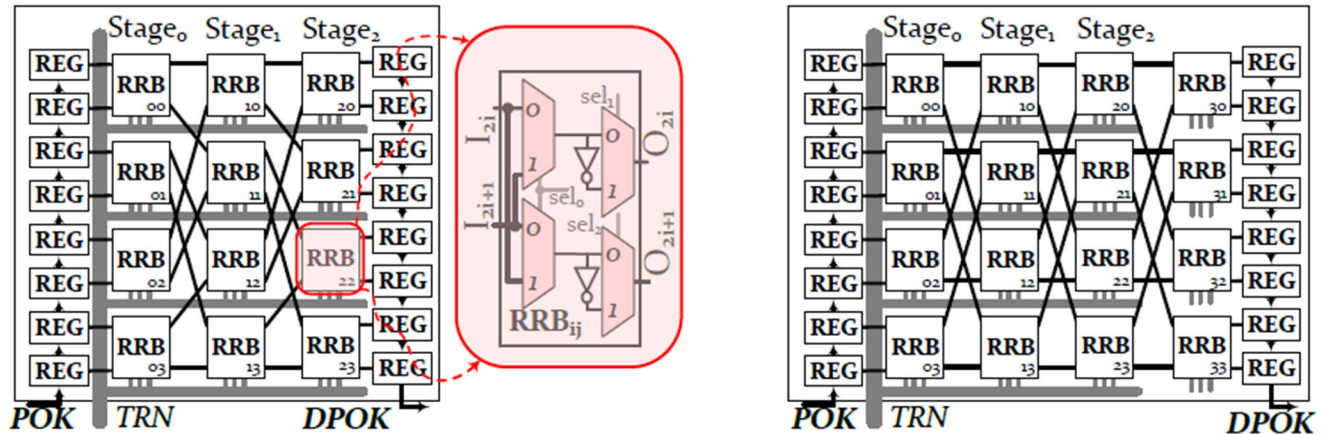 Stage₀ Stage₁ Stage₂
REG RRB 00 RRB 10 RRB 20 REG
REG REG
REG RRB 01 RRB 11 RRB 21 REG
REG REG
REG RRB 02 RRB 12 RRB 22 REG
REG REG
REG RRB 03 RRB 13 RRB 23 REG
REG REG
POK TRN DPOK
I₂ᵢ 0 sel₁ 0 O₂ᵢ
1 1
I₂ᵢ₊₁ sel₀
0 sel₂ 0 O₂ᵢ₊₁
1 1
RRBᵢⱼ
Stage₀ Stage₁ Stage₂
REG RRB 00 RRB 10 RRB 20 RRB 30 REG
REG REG
REG RRB 01 RRB 11 RRB 21 RRB 31 REG
REG REG
REG RRB 02 RRB 12 RRB 22 RRB 32 REG
REG REG
REG RRB 03 RRB 13 RRB 23 RRB 33 REG
REG REG
POK TRN DPOK